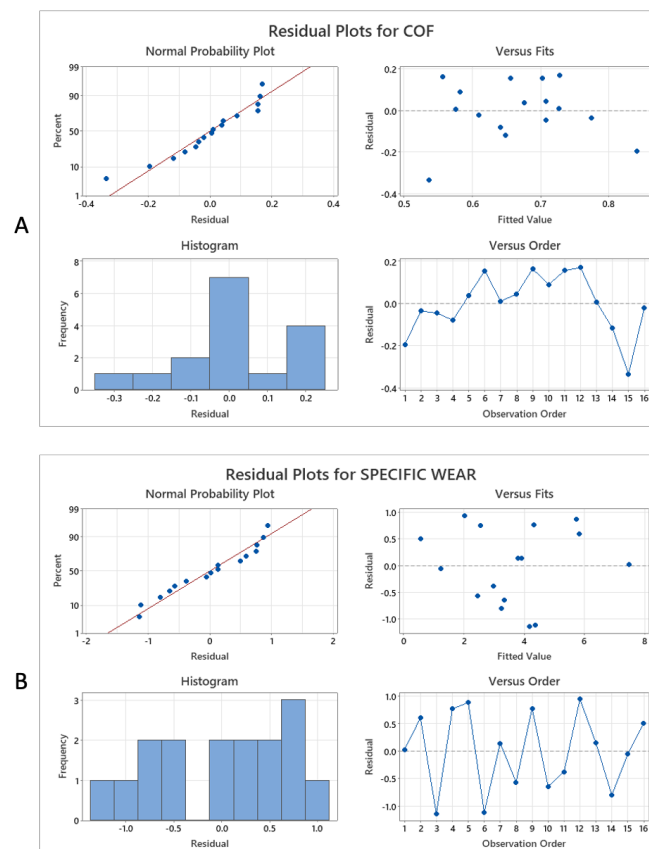 A
Residual Plots for COF
Normal Probability Plot
Percent
99
90
50
10
1
-0.4 -0.2 0.0 0.2 0.4
Residual
Versus Fits
Residual
0.2
0.0
-0.2
-0.4
0.5 0.6 0.7 0.8
Fitted Value
Histogram
Frequency
8
6
4
2
0
-0.3 -0.2 -0.1 0.0 0.1 0.2
Residual
Versus Order
Residual
0.2
0.0
-0.2
-0.4
1 2 3 4 5 6 7 8 9 10 11 12 13 14 15 16
Observation Order
B
Residual Plots for SPECIFIC WEAR
Normal Probability Plot
Percent
99
90
50
10
1
-2 -1 0 1 2
Residual
Versus Fits
Residual
1.0
0.5
0.0
-0.5
-1.0
0 2 4 6 8
Fitted Value
Histogram
Frequency
3
2
1
0
-1.0 -0.5 0.0 0.5 1.0
Residual
Versus Order
Residual
1.0
0.5
0.0
-0.5
-1.0
1 2 3 4 5 6 7 8 9 10 11 12 13 14 15 16
Observation Order